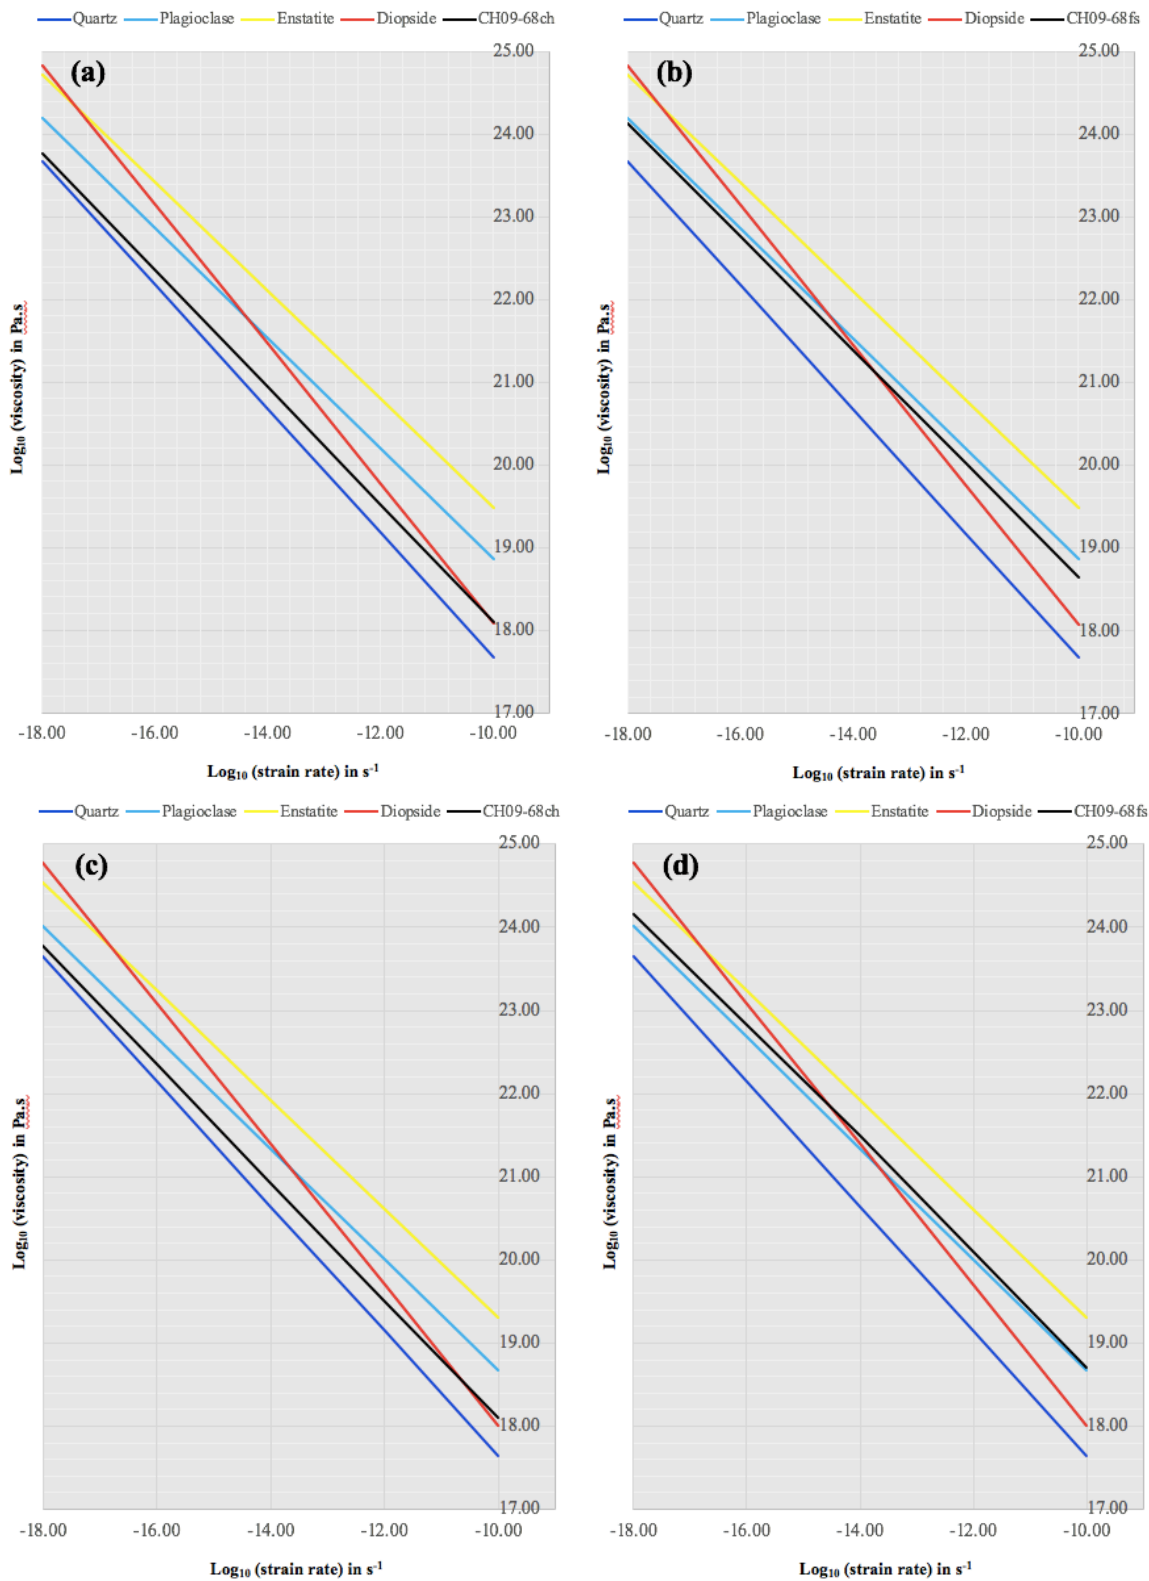 Quartz Plagioclase Enstatite Diopside CH09-68ch
(a)
25.00
24.00
23.00
22.00
21.00
20.00
19.00
18.00
17.00
-18.00 -16.00 -14.00 -12.00 -10.00
Log₁₀ (viscosity) in Pa.s
Log₁₀ (strain rate) in s⁻¹
Quartz Plagioclase Enstatite Diopside CH09-68fs
(b)
25.00
24.00
23.00
22.00
21.00
20.00
19.00
18.00
17.00
-18.00 -16.00 -14.00 -12.00 -10.00
Log₁₀ (viscosity) in Pa.s
Log₁₀ (strain rate) in s⁻¹
Quartz Plagioclase Enstatite Diopside CH09-68ch
(c)
25.00
24.00
23.00
22.00
21.00
20.00
19.00
18.00
17.00
-18.00 -16.00 -14.00 -12.00 -10.00
Log₁₀ (viscosity) in Pa.s
Log₁₀ (strain rate) in s⁻¹
Quartz Plagioclase Enstatite Diopside CH09-68fs
(d)
25.00
24.00
23.00
22.00
21.00
20.00
19.00
18.00
17.00
-18.00 -16.00 -14.00 -12.00 -10.00
Log₁₀ (viscosity) in Pa.s
Log₁₀ (strain rate) in s⁻¹